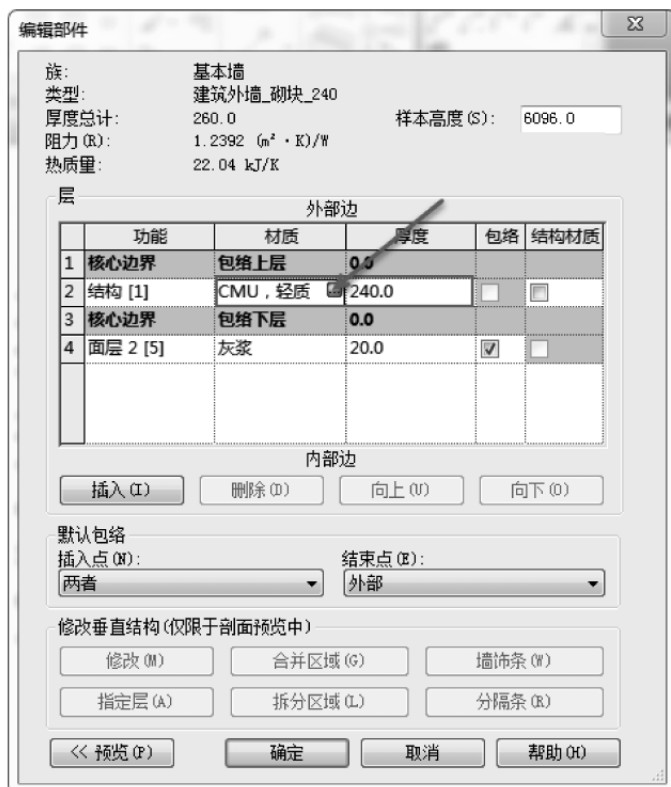 编辑部件
族: 基本墙
类型: 建筑外墙_砌块_240
厚度总计: 260.0 样本高度(S): 6096.0
阻力(R): 1.2392 (m²·K)/W
热质量: 22.04 kJ/K
层
外部边
功能 材质 厚度 包络 结构材质
1 核心边界 包络上层 0.0
2 结构 [1] CMU，轻质 240.0
3 核心边界 包络下层 0.0
4 面层 2 [5] 灰浆 20.0
内部边
插入(I) 删除(D) 向上(U) 向下(O)
默认包络
插入点(N): 结束点(E):
两者 外部
修改垂直结构(仅限于剖面预览中)
修改(M) 合并区域(G) 墙饰条(W)
指定层(A) 拆分区域(L) 分隔条(R)
<< 预览(P) 确定 取消 帮助(H)